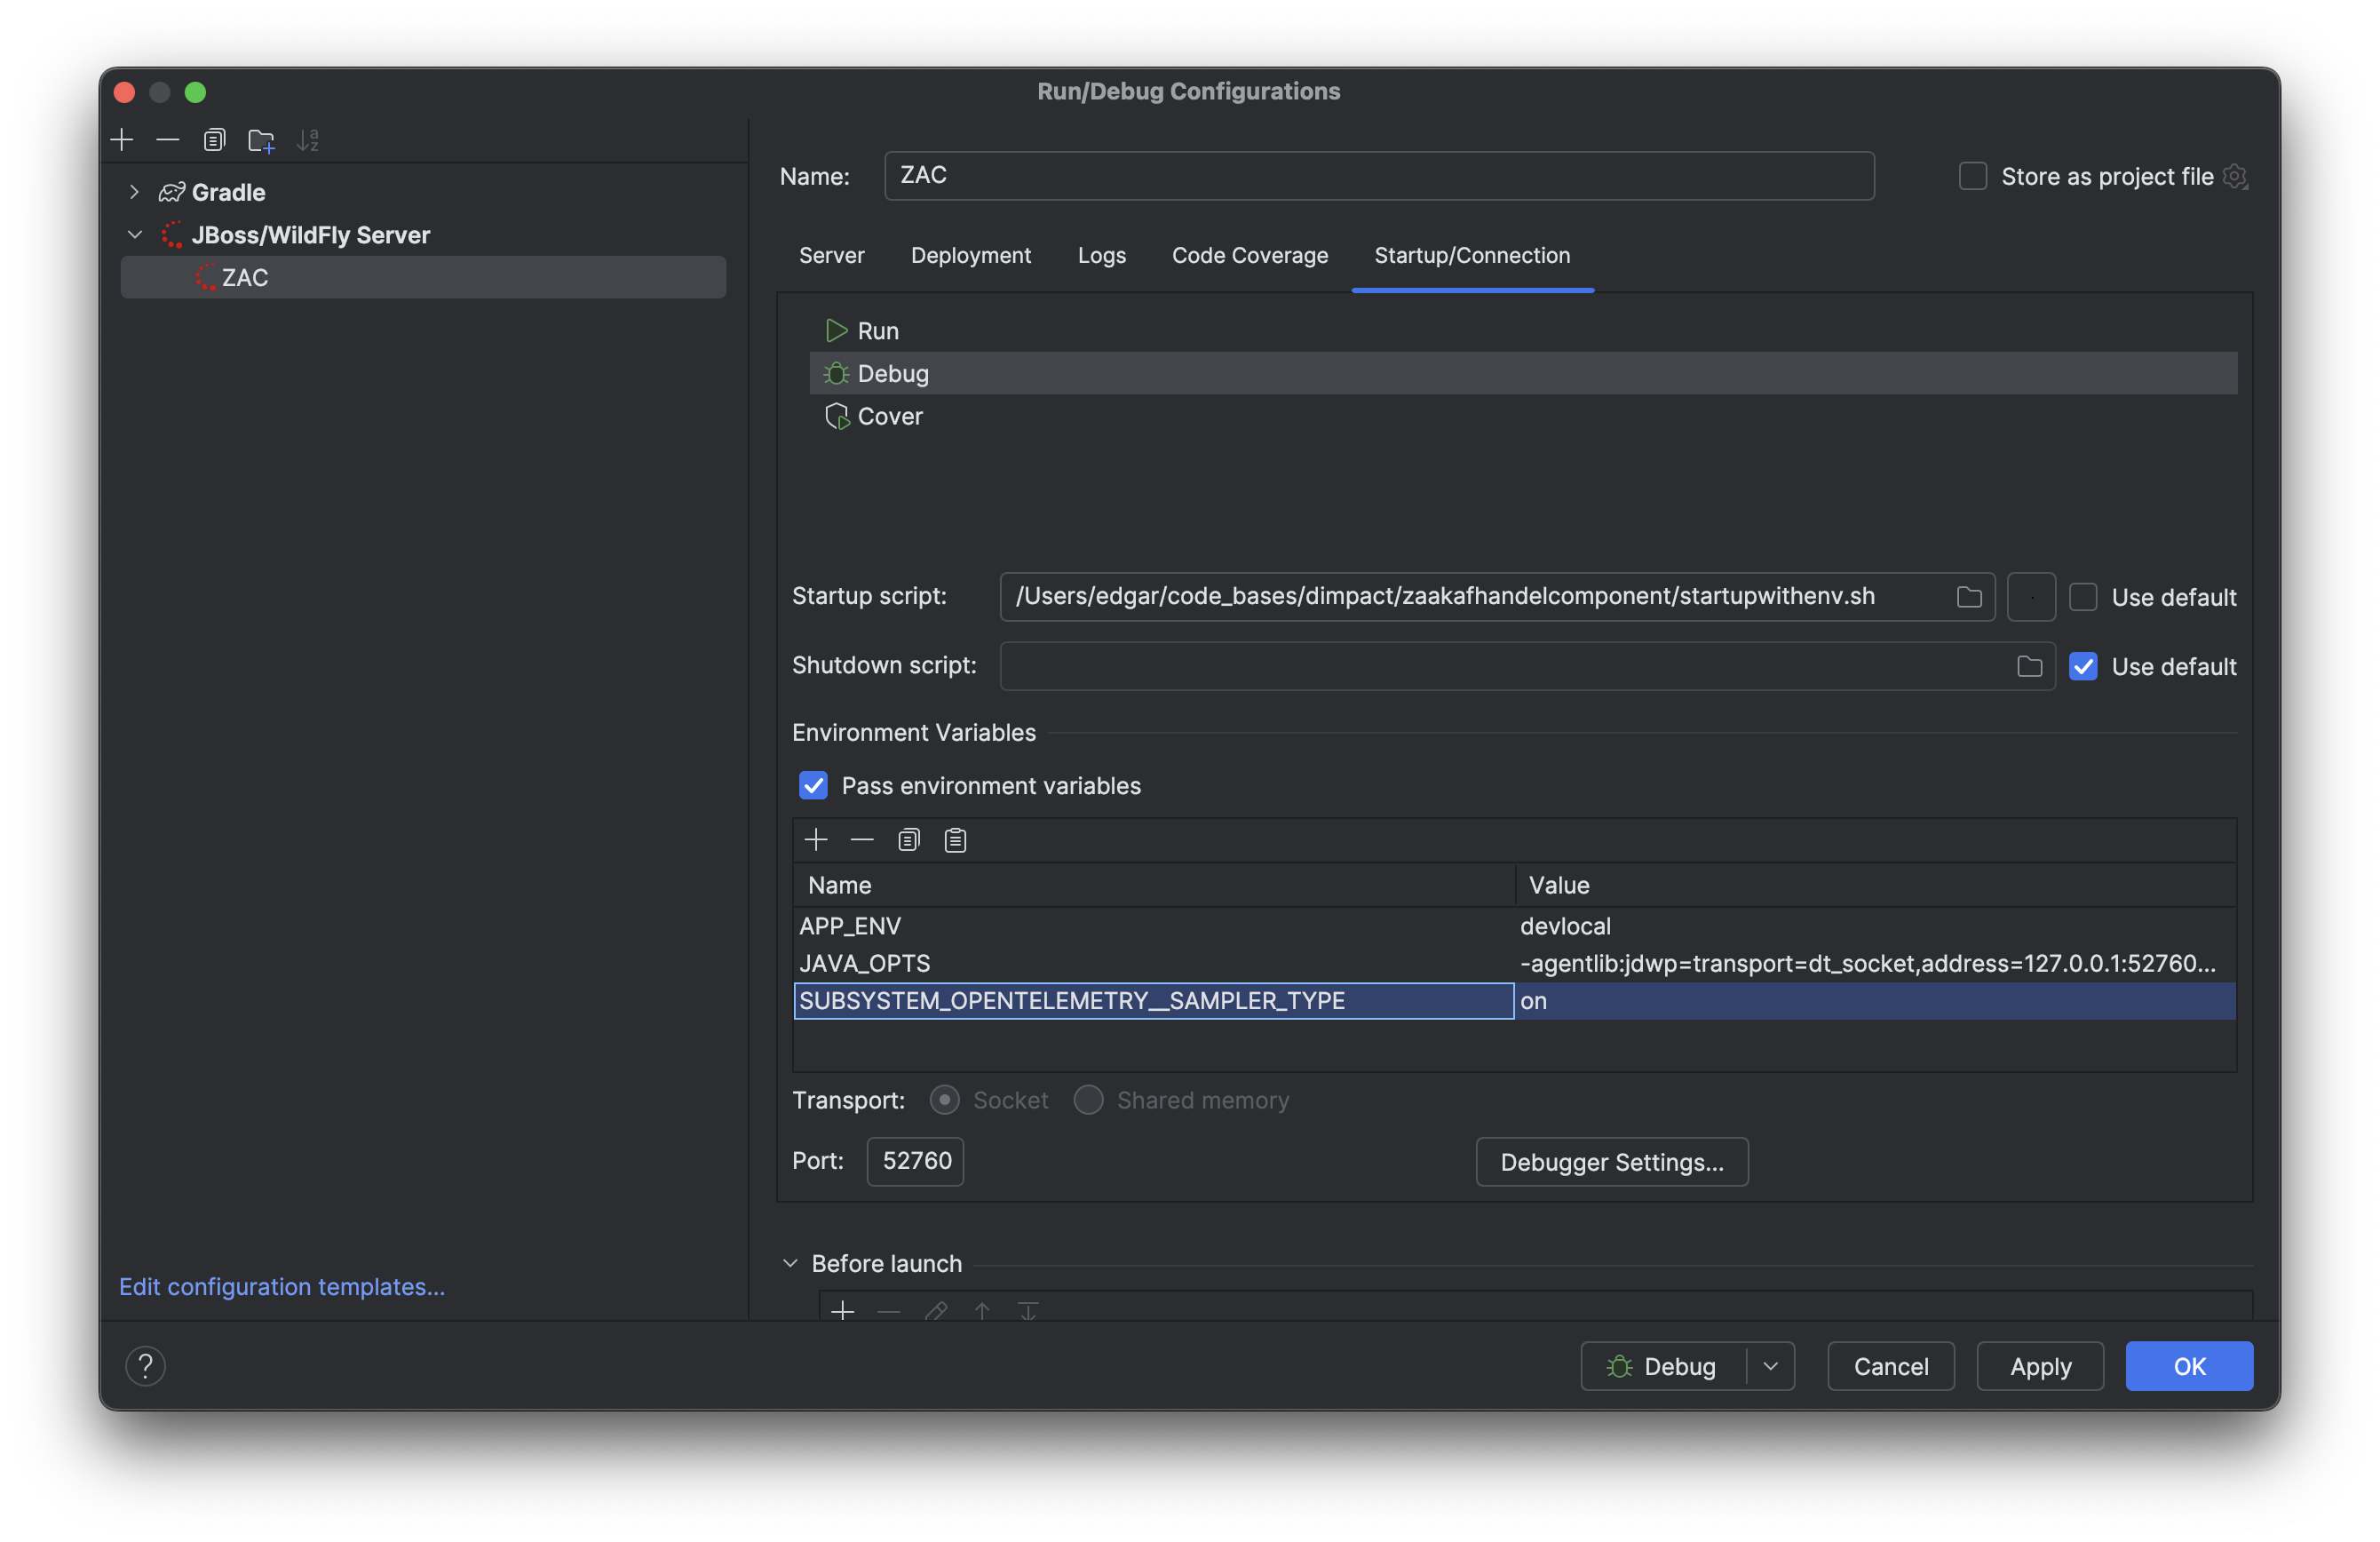 Run/Debug Configurations
Gradle
JBoss/WildFly Server
ZAC
Edit configuration templates...
Name:
ZAC
Store as project file
Server
Deployment
Logs
Code Coverage
Startup/Connection
Run
Debug
Cover
Startup script:
/Users/edgar/code_bases/dimpact/zaakafhandelcomponent/startupwithenv.sh
Use default
Shutdown script:
Use default
Environment Variables
Pass environment variables
Name
Value
APP_ENV
devlocal
JAVA_OPTS
-agentlib:jdwp=transport=dt_socket,address=127.0.0.1:52760...
SUBSYSTEM_OPENTELEMETRY__SAMPLER_TYPE
on
Transport:
Socket
Shared memory
Port:
52760
Debugger Settings...
Before launch
?
Debug
Cancel
Apply
OK